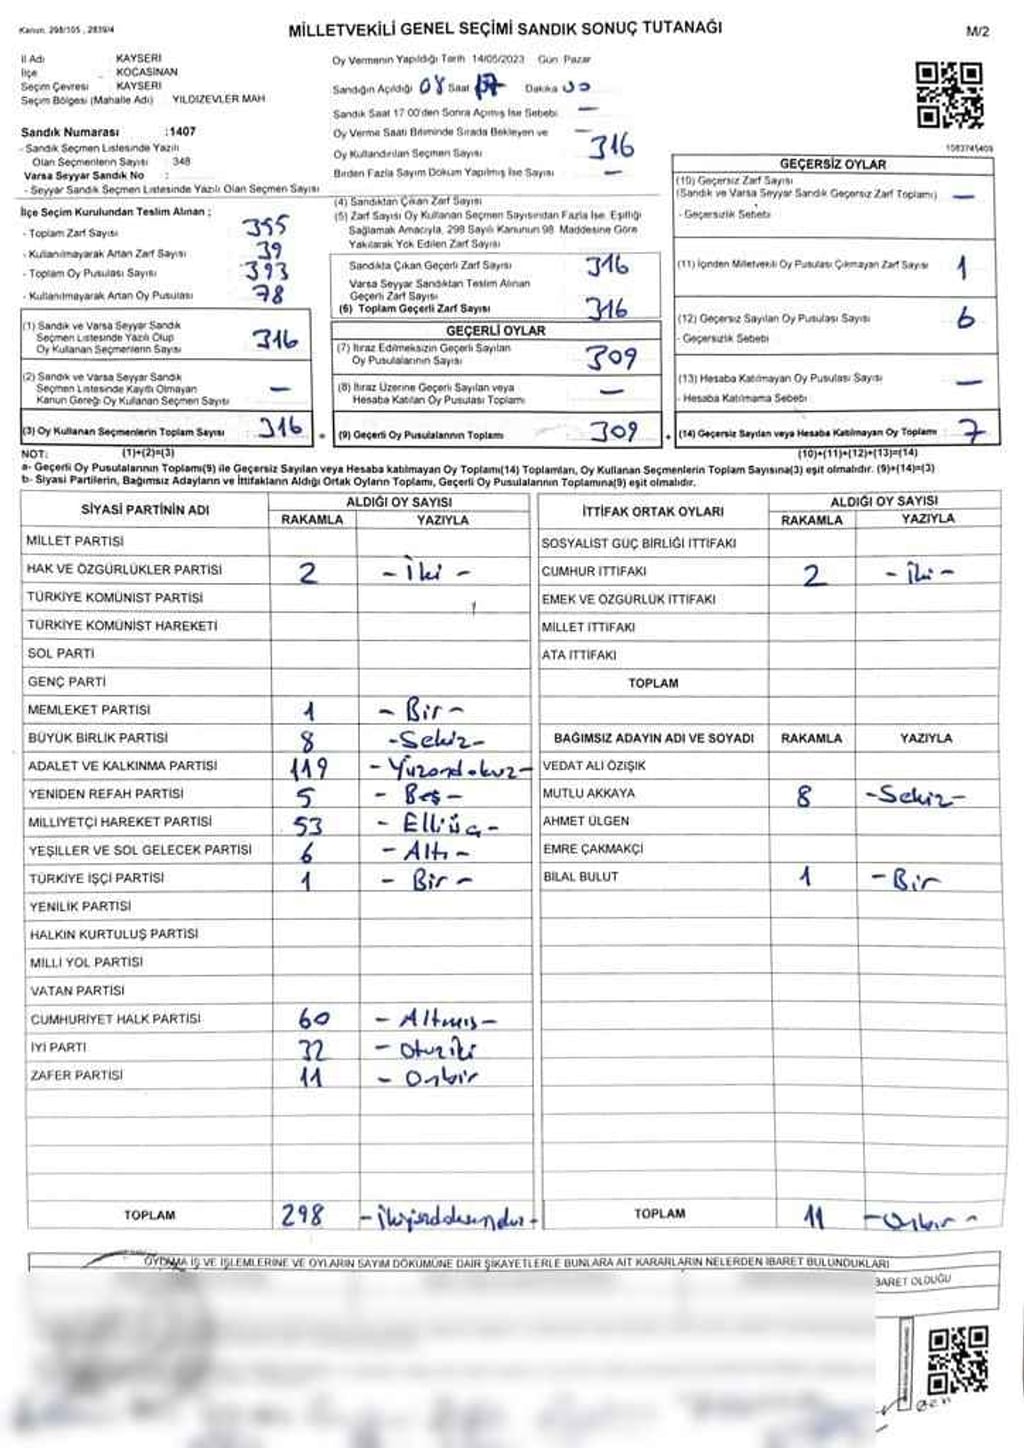 Kanun. 298/105 , 2839/4
MİLLETVEKİLİ GENEL SEÇİMİ SANDIK SONUÇ TUTANAĞI
M/2
İl Adı KAYSERİ
İlçe KOCASİNAN
Seçim Çevresi KAYSERİ
Seçim Bölgesi (Mahalle Adı) YILDIZEVLER MAH
Sandık Numarası :1407
- Sandık Seçmen Listesinde Yazılı
Olan Seçmenlerin Sayısı 348
Varsa Seyyar Sandık No :
- Seyyar Sandık Seçmen Listesinde Yazılı Olan Seçmen Sayısı
Oy Vermenin Yapıldığı Tarih 14/05/2023 Gün Pazar
Sandığın Açıldığı 08 Saat 17 Dakika 00
Sandık Saat 17:00'den Sonra Açılmış İse Sebebi -
Oy Verme Saati Bitiminde Sırada Bekleyen ve -
Oy Kullandırılan Seçmen Sayısı 316
Birden Fazla Sayım Döküm Yapılmış İse Sayısı -
1083745409
İlçe Seçim Kurulundan Teslim Alınan ;
- Toplam Zarf Sayısı 355
- Kullanılmayarak Artan Zarf Sayısı 39
- Toplam Oy Pusulası Sayısı 393
- Kullanılmayarak Artan Oy Pusulası 78
(1) Sandık ve Varsa Seyyar Sandık
Seçmen Listesinde Yazılı Olup
Oy Kullanan Seçmenlerin Sayısı 316
(2) Sandık ve Varsa Seyyar Sandık
Seçmen Listesinde Kayıtlı Olmayan
Kanun Gereği Oy Kullanan Seçmen Sayısı -
(3) Oy Kullanan Seçmenlerin Toplam Sayısı 316
(4) Sandıktan Çıkan Zarf Sayısı
(5) Zarf Sayısı Oy Kullanan Seçmen Sayısından Fazla İse, Eşitliği
Sağlamak Amacıyla, 298 Sayılı Kanunun 98. Maddesine Göre
Yakılarak Yok Edilen Zarf Sayısı
Sandıkta Çıkan Geçerli Zarf Sayısı 316
Varsa Seyyar Sandıktan Teslim Alınan
Geçerli Zarf Sayısı
(6) Toplam Geçerli Zarf Sayısı 316
GEÇERLİ OYLAR
(7) İtiraz Edilmeksizin Geçerli Sayılan
Oy Pusulalarının Sayısı 309
(8) İtiraz Üzerine Geçerli Sayılan veya
Hesaba Katılan Oy Pusulası Toplamı -
(9) Geçerli Oy Pusulalarının Toplamı 309
GEÇERSİZ OYLAR
(10) Geçersiz Zarf Sayısı
(Sandık ve Varsa Seyyar Sandık Geçersiz Zarf Toplamı) -
- Geçersizlik Sebebi
(11) İçinden Milletvekili Oy Pusulası Çıkmayan Zarf Sayısı 1
(12) Geçersiz Sayılan Oy Pusulası Sayısı 6
- Geçersizlik Sebebi
(13) Hesaba Katılmayan Oy Pusulası Sayısı -
- Hesaba Katılmama Sebebi
(14) Geçersiz Sayılan veya Hesaba Katılmayan Oy Toplamı 7
NOT: (1)+(2)=(3) (10)+(11)+(12)+(13)=(14)
a- Geçerli Oy Pusulalarının Toplamı(9) ile Geçersiz Sayılan veya Hesaba katılmayan Oy Toplamı(14) Toplamları, Oy Kullanan Seçmenlerin Toplam Sayısına(3) eşit olmalıdır. (9)+(14)=(3)
b- Siyasi Partilerin, Bağımsız Adayların ve İttifakların Aldığı Ortak Oyların Toplamı, Geçerli Oy Pusulalarının Toplamına(9) eşit olmalıdır.
SİYASİ PARTİNİN ADI ALDIĞI OY SAYISI
RAKAMLA YAZIYLA
MİLLET PARTİSİ
HAK VE ÖZGÜRLÜKLER PARTİSİ 2 - İki -
TÜRKİYE KOMÜNİST PARTİSİ
TÜRKİYE KOMÜNİST HAREKETİ
SOL PARTİ
GENÇ PARTİ
MEMLEKET PARTİSİ 1 - Bir -
BÜYÜK BİRLİK PARTİSİ 8 - Sekiz -
ADALET VE KALKINMA PARTİSİ 119 - Yüzondokuz -
YENİDEN REFAH PARTİSİ 5 - Beş -
MİLLİYETÇİ HAREKET PARTİSİ 53 - Elliüç -
YEŞİLLER VE SOL GELECEK PARTİSİ 6 - Altı -
TÜRKİYE İŞÇİ PARTİSİ 1 - Bir -
YENİLİK PARTİSİ
HALKIN KURTULUŞ PARTİSİ
MİLLİ YOL PARTİSİ
VATAN PARTİSİ
CUMHURİYET HALK PARTİSİ 60 - Altmış -
İYİ PARTİ 32 - Otuziki
ZAFER PARTİSİ 11 - Onbir
TOPLAM 298 - İkiyüzdoksansekiz -
İTTİFAK ORTAK OYLARI ALDIĞI OY SAYISI
RAKAMLA YAZIYLA
SOSYALİST GÜÇ BİRLİĞİ İTTİFAKI
CUMHUR İTTİFAKI 2 - İki -
EMEK VE ÖZGÜRLÜK İTTİFAKI
MİLLET İTTİFAKI
ATA İTTİFAKI
TOPLAM
BAĞIMSIZ ADAYIN ADI VE SOYADI RAKAMLA YAZIYLA
VEDAT ALİ ÖZIŞIK
MUTLU AKKAYA 8 - Sekiz -
AHMET ÜLGEN
EMRE ÇAKMAKÇİ
BİLAL BULUT 1 - Bir
TOPLAM 11 - Onbir -
OYLAMA İŞ VE İŞLEMLERİNE VE OYLARIN SAYIM DÖKÜMÜNE DAİR ŞİKAYETLERLE BUNLARA AİT KARARLARIN NELERDEN İBARET BULUNDUKLARI
BARET OLDUĞU